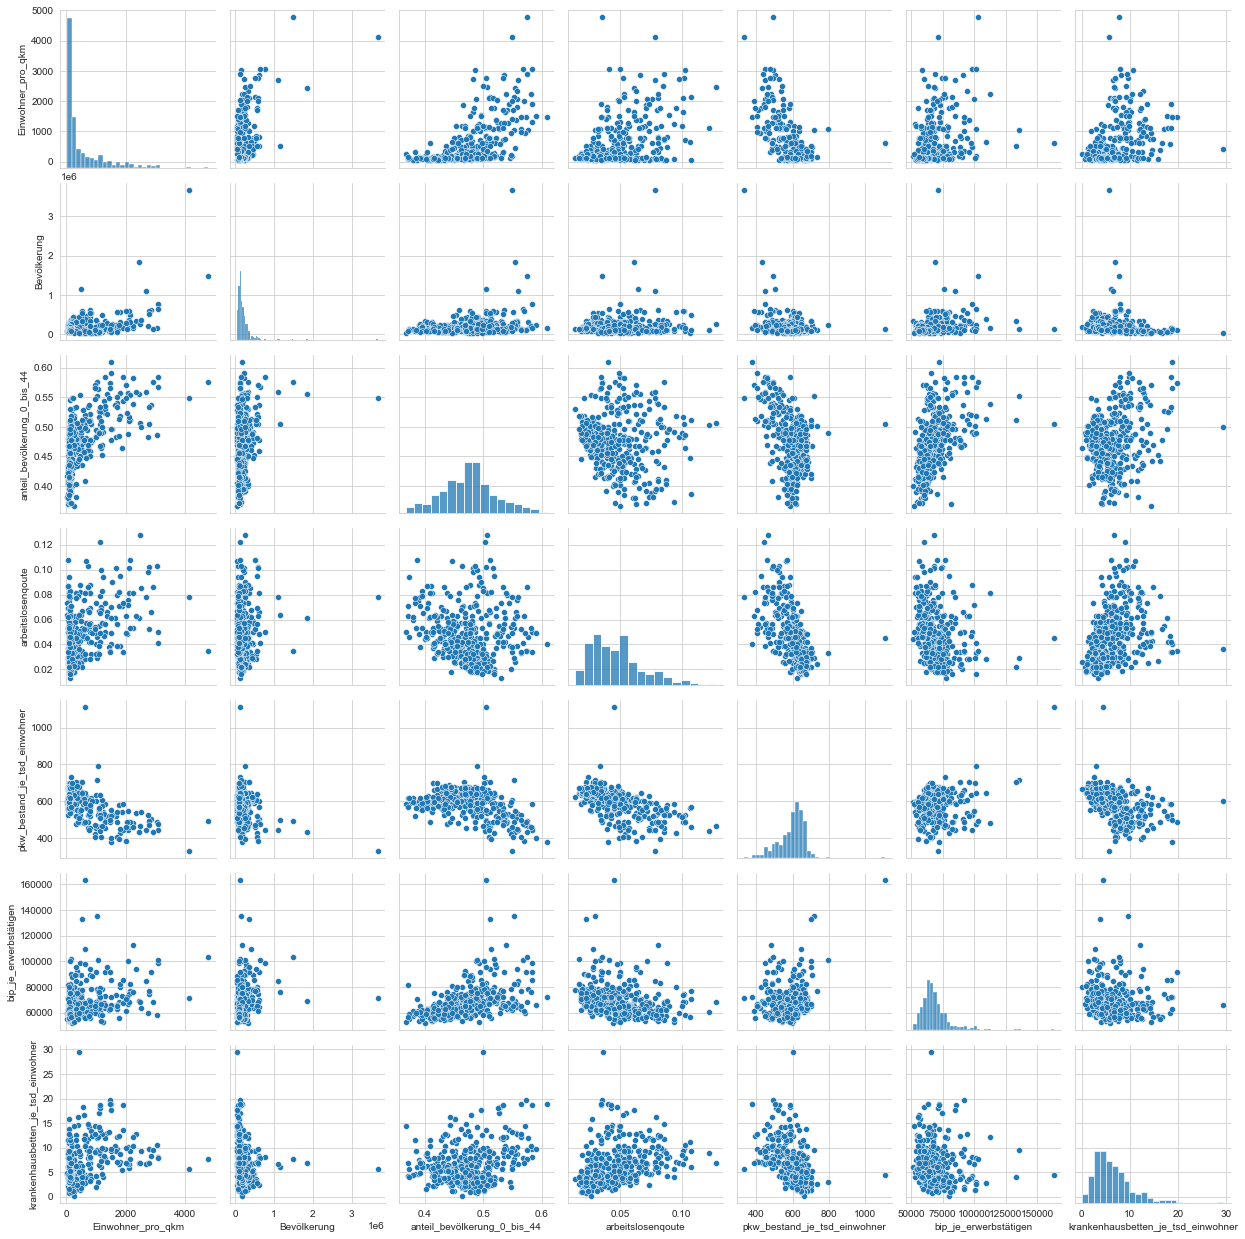 Einwohner_pro_qkm
5000
4000
3000
2000
1000
0
1e6
Bevölkerung
3
2
1
0
anteil_bevölkerung_0_bis_44
0.60
0.55
0.50
0.45
0.40
arbeitslosenqoute
0.12
0.10
0.08
0.06
0.04
0.02
pkw_bestand_je_tsd_einwohner
1000
800
600
400
bip_je_erwerbstätigen
160000
140000
120000
100000
80000
60000
krankenhausbetten_je_tsd_einwohner
30
25
20
15
10
5
0
0 2000 4000
Einwohner_pro_qkm
0 1 2 3
1e6
Bevölkerung
0.4 0.5 0.6
anteil_bevölkerung_0_bis_44
0.05 0.10
arbeitslosenqoute
400 600 800 1000
pkw_bestand_je_tsd_einwohner
50000 75000 100000 125000 150000
bip_je_erwerbstätigen
0 10 20 30
krankenhausbetten_je_tsd_einwohner